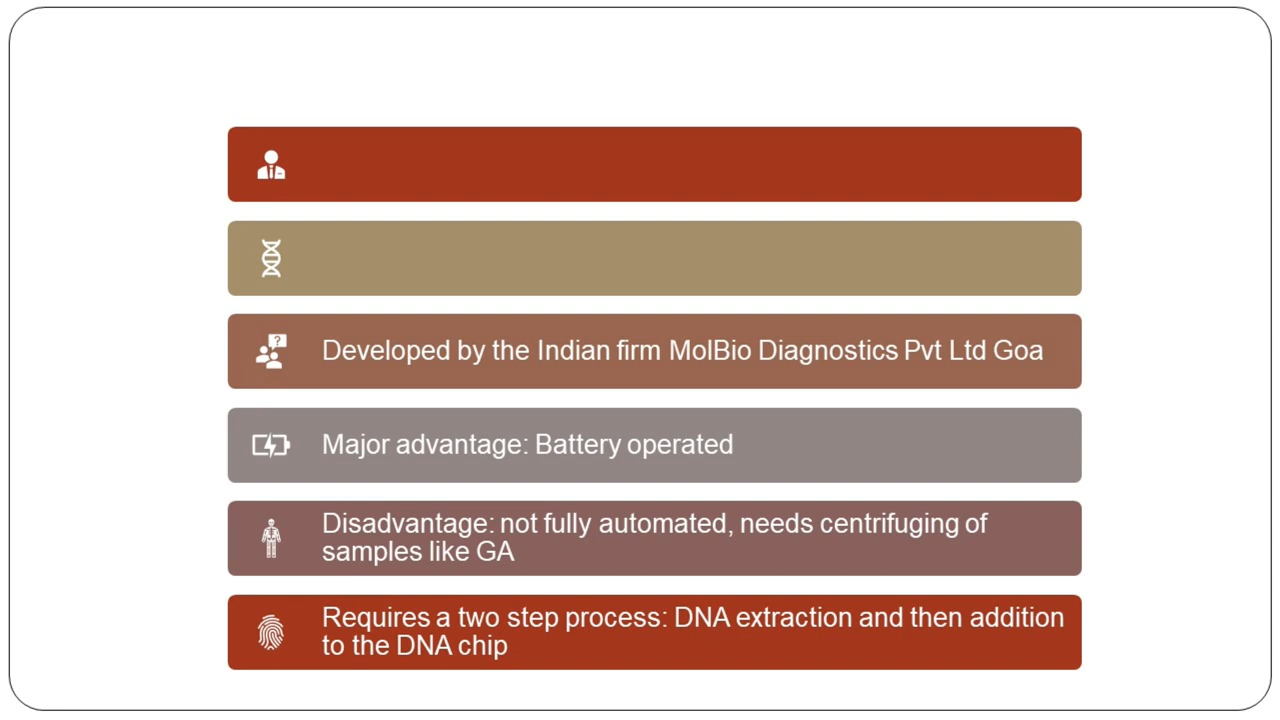 ?
Developed by the Indian firm MolBio Diagnostics Pvt Ltd Goa
Major advantage: Battery operated
Disadvantage: not fully automated, needs centrifuging of
samples like GA
Requires a two step process: DNA extraction and then addition
to the DNA chip